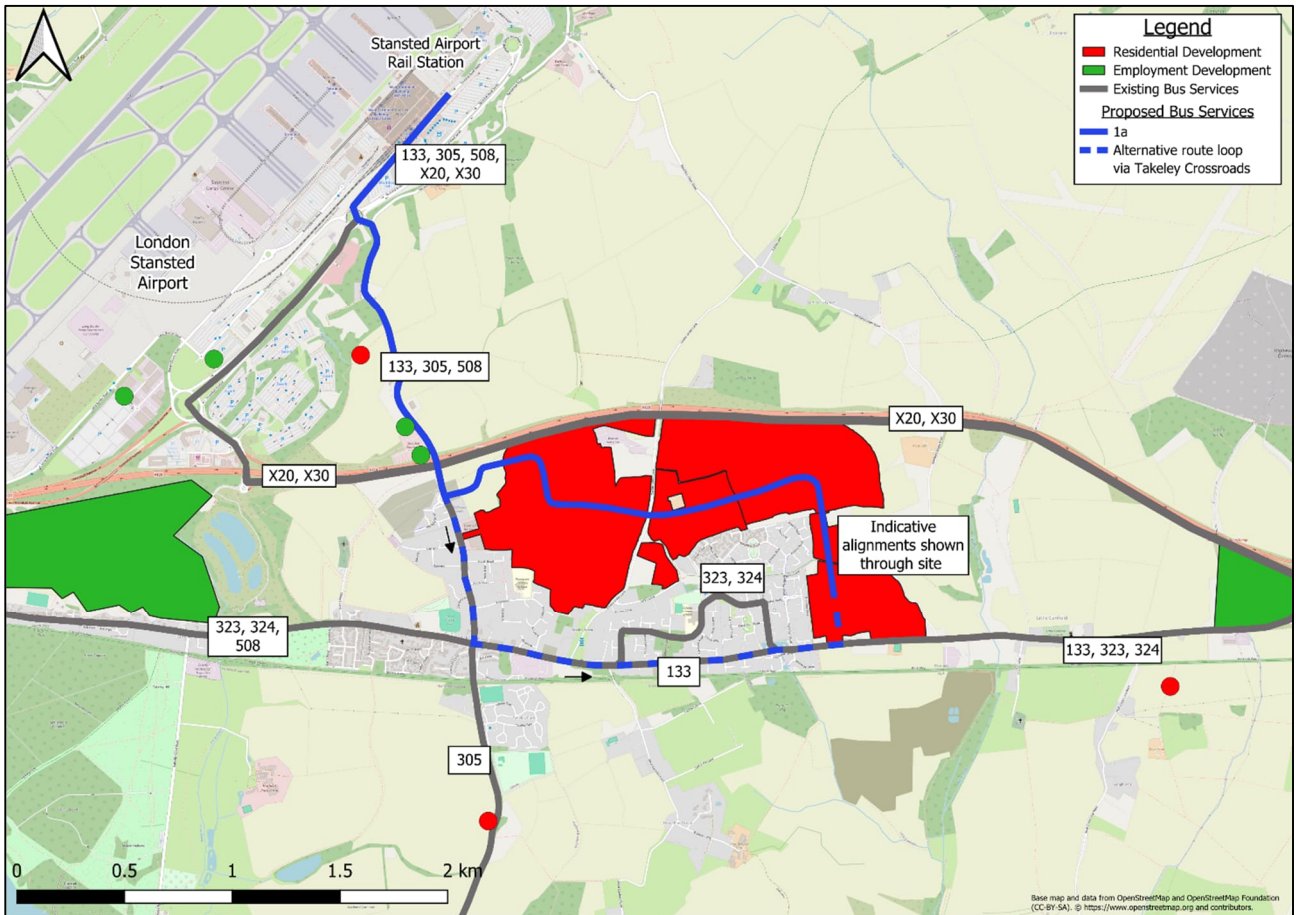 Stansted Airport
Rail Station
Legend
Residential Development
Employment Development
Existing Bus Services
Proposed Bus Services
1a
Alternative route loop
via Takeley Crossroads
133, 305, 508,
X20, X30
London
Stansted
Airport
133, 305, 508
X20, X30
X20, X30
Indicative
alignments shown
through site
323, 324
323, 324,
508
133
133, 323, 324
305
0 0.5 1 1.5 2 km
Base map and data from OpenStreetMap and OpenStreetMap Foundation
(CC-BY-SA). © https://www.openstreetmap.org and contributors.